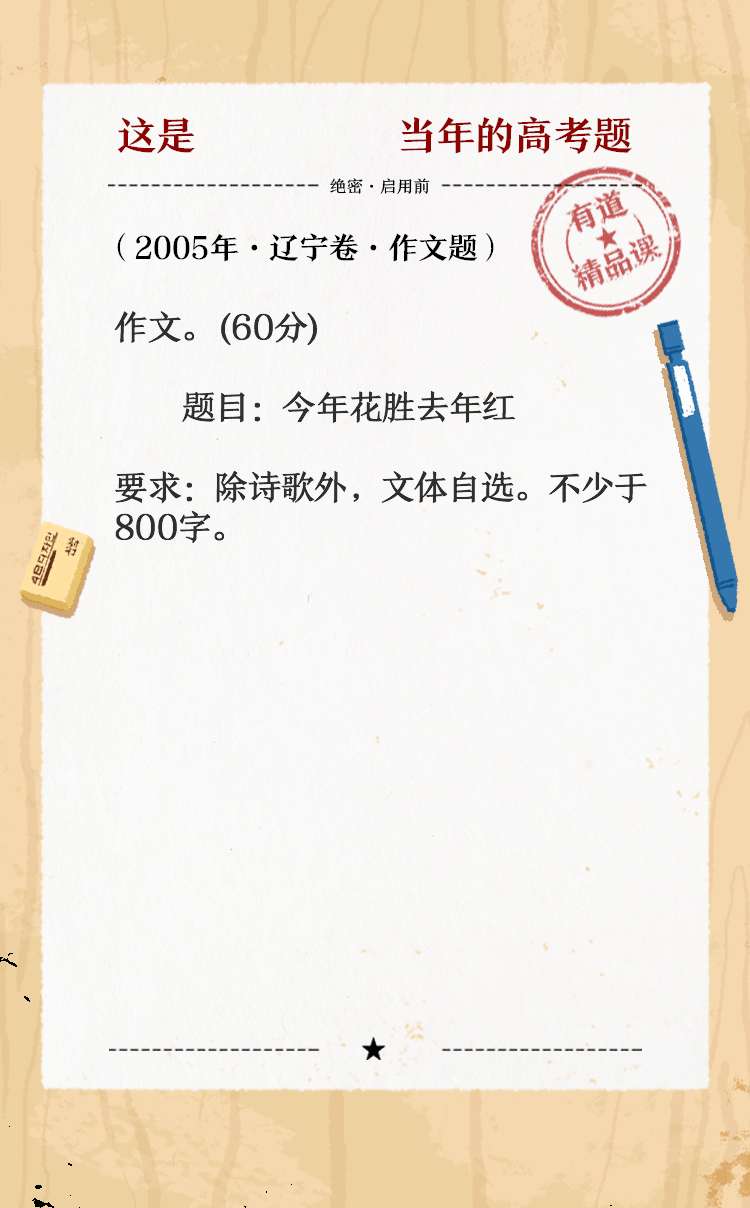 这是 当年的高考题
绝密·启用前
有道
精品课
(2005年·辽宁卷·作文题)
作文。(60分)
题目：今年花胜去年红
要求：除诗歌外，文体自选。不少于
800字。